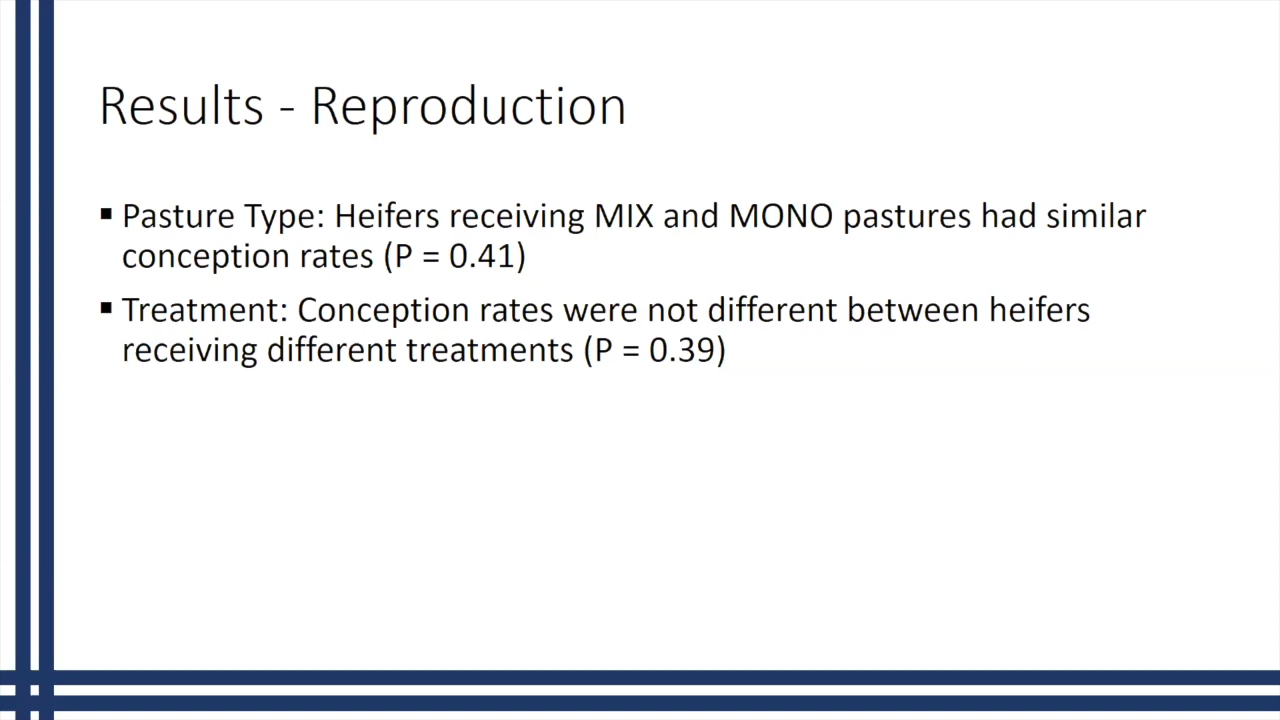 Results - Reproduction
▪ Pasture Type: Heifers receiving MIX and MONO pastures had similar
conception rates (P = 0.41)
▪ Treatment: Conception rates were not different between heifers
receiving different treatments (P = 0.39)